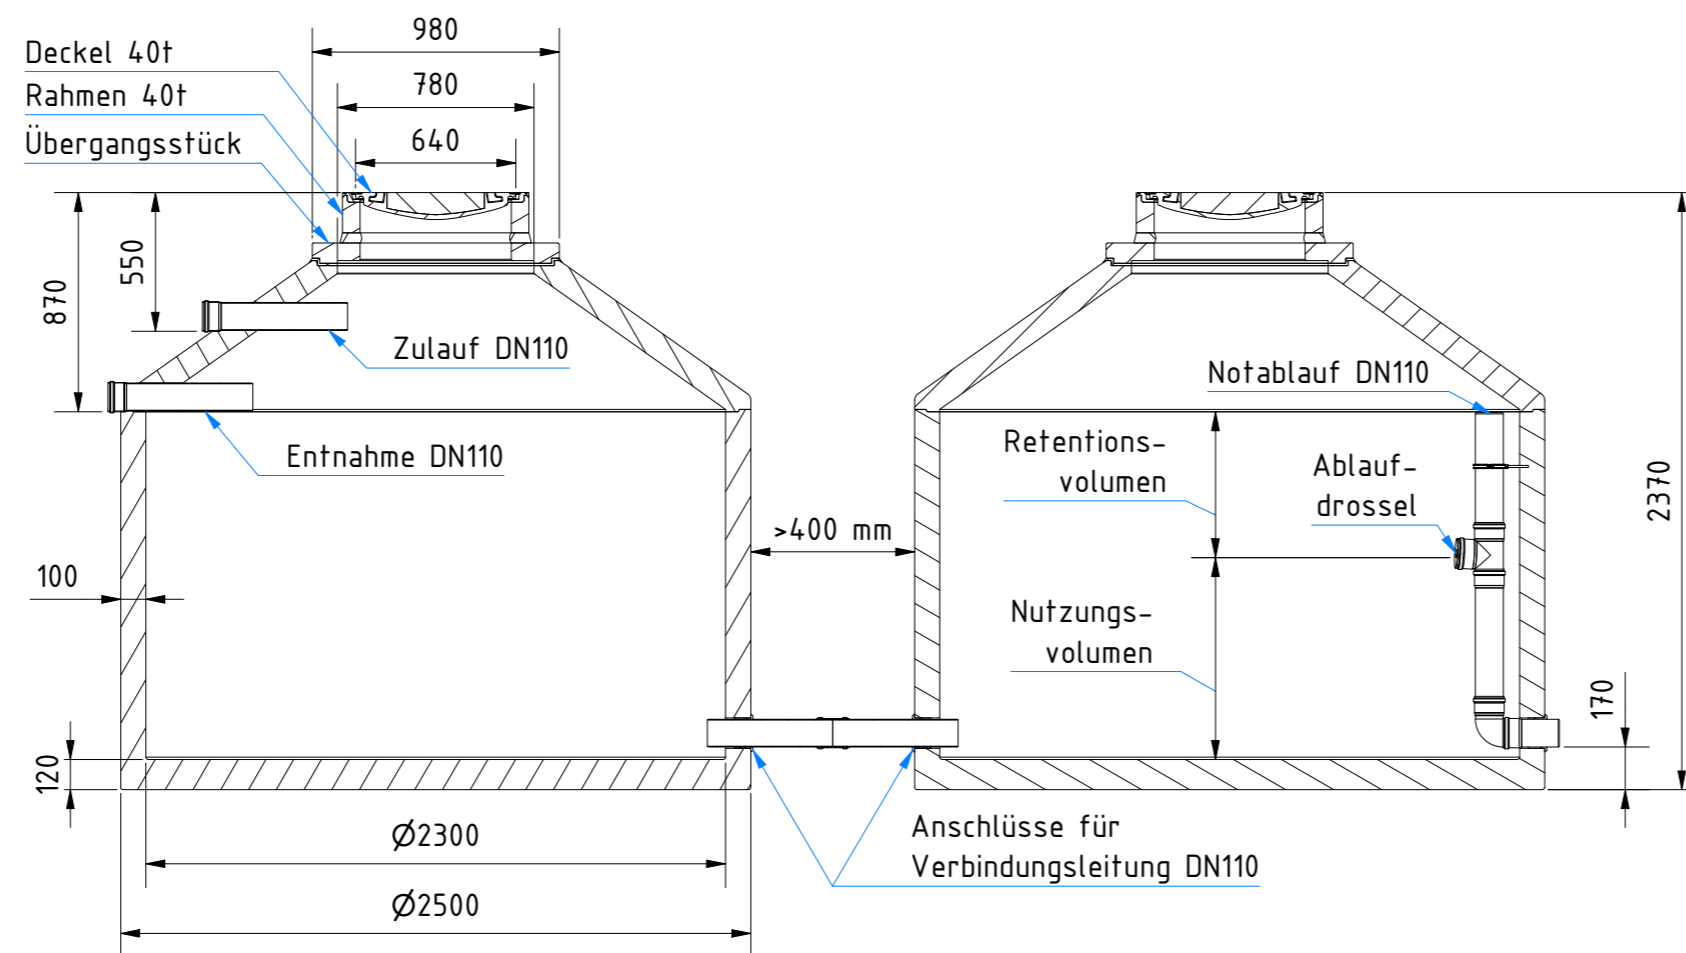 980
Deckel 40t
780
Rahmen 40t
640
Übergangsstück
550
870
Zulauf DN110
Notablauf DN110
Entnahme DN110
Retentions-
volumen
Ablauf-
drossel
2370
>400 mm
100
Nutzungs-
volumen
170
120
Ø2300
Anschlüsse für
Verbindungsleitung DN110
Ø2500